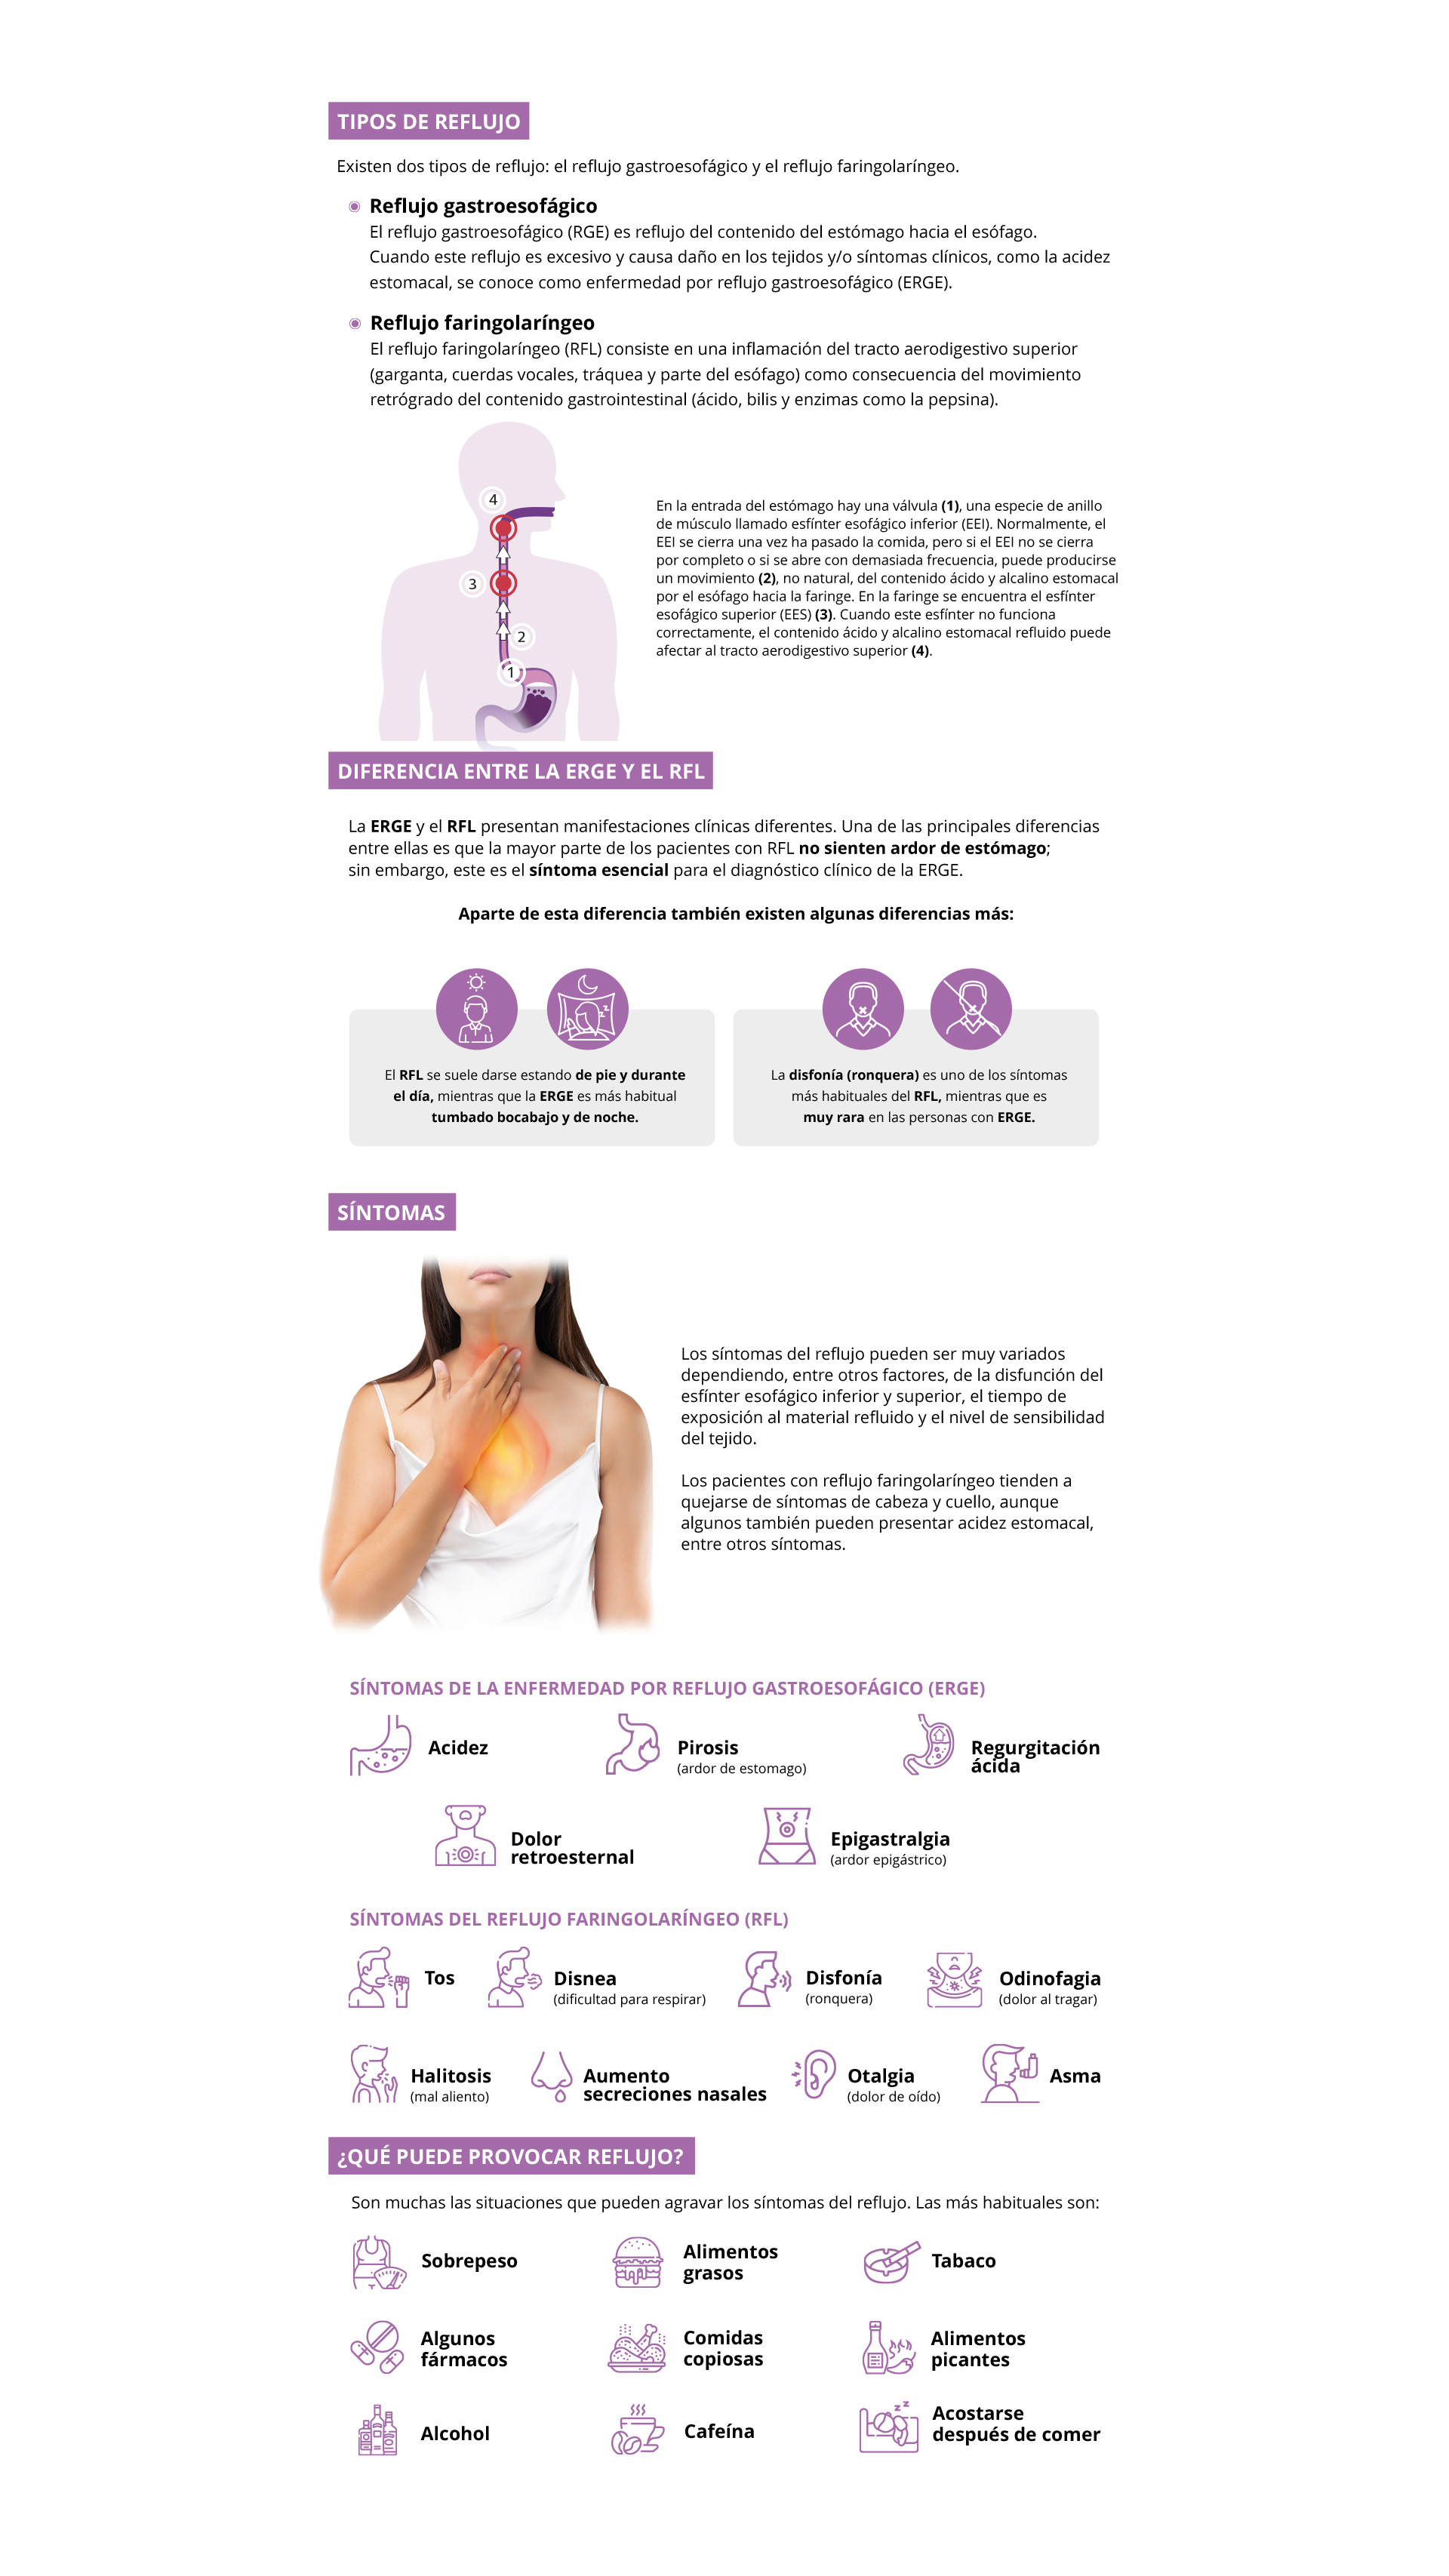 TIPOS DE REFLUJO
Existen dos tipos de reflujo: el reflujo gastroesofágico y el reflujo faringolaríngeo.
Reflujo gastroesofágico
El reflujo gastroesofágico (RGE) es reflujo del contenido del estómago hacia el esófago.
Cuando este reflujo es excesivo y causa daño en los tejidos y/o síntomas clínicos, como la acidez
estomacal, se conoce como enfermedad por reflujo gastroesofágico (ERGE).
Reflujo faringolaríngeo
El reflujo faringolaríngeo (RFL) consiste en una inflamación del tracto aerodigestivo superior
(garganta, cuerdas vocales, tráquea y parte del esófago) como consecuencia del movimiento
retrógrado del contenido gastrointestinal (ácido, bilis y enzimas como la pepsina).
4
3
2
1
En la entrada del estómago hay una válvula (1), una especie de anillo
de músculo llamado esfínter esofágico inferior (EEI). Normalmente, el
EEI se cierra una vez ha pasado la comida, pero si el EEI no se cierra
por completo o si se abre con demasiada frecuencia, puede producirse
un movimiento (2), no natural, del contenido ácido y alcalino estomacal
por el esófago hacia la faringe. En la faringe se encuentra el esfínter
esofágico superior (EES) (3). Cuando este esfínter no funciona
correctamente, el contenido ácido y alcalino estomacal refluido puede
afectar al tracto aerodigestivo superior (4).
DIFERENCIA ENTRE LA ERGE Y EL RFL
La ERGE y el RFL presentan manifestaciones clínicas diferentes. Una de las principales diferencias
entre ellas es que la mayor parte de los pacientes con RFL no sienten ardor de estómago;
sin embargo, este es el síntoma esencial para el diagnóstico clínico de la ERGE.
Aparte de esta diferencia también existen algunas diferencias más:
z z
El RFL se suele darse estando de pie y durante
el día, mientras que la ERGE es más habitual
tumbado bocabajo y de noche.
La disfonía (ronquera) es uno de los síntomas
más habituales del RFL, mientras que es
muy rara en las personas con ERGE.
SÍNTOMAS
Los síntomas del reflujo pueden ser muy variados
dependiendo, entre otros factores, de la disfunción del
esfínter esofágico inferior y superior, el tiempo de
exposición al material refluido y el nivel de sensibilidad
del tejido.
Los pacientes con reflujo faringolaríngeo tienden a
quejarse de síntomas de cabeza y cuello, aunque
algunos también pueden presentar acidez estomacal,
entre otros síntomas.
SÍNTOMAS DE LA ENFERMEDAD POR REFLUJO GASTROESOFÁGICO (ERGE)
Acidez
Pirosis
(ardor de estomago)
Regurgitación
ácida
Dolor
retroesternal
Epigastralgia
(ardor epigástrico)
SÍNTOMAS DEL REFLUJO FARINGOLARÍNGEO (RFL)
Tos
Disnea
(dificultad para respirar)
Disfonía
(ronquera)
Odinofagia
(dolor al tragar)
Halitosis
(mal aliento)
Aumento
secreciones nasales
Otalgia
(dolor de oído)
Asma
¿QUÉ PUEDE PROVOCAR REFLUJO?
Son muchas las situaciones que pueden agravar los síntomas del reflujo. Las más habituales son:
Sobrepeso
Alimentos
grasos
Tabaco
Algunos
fármacos
Comidas
copiosas
Alimentos
picantes
Alcohol
Cafeína
z z
Acostarse
después de comer